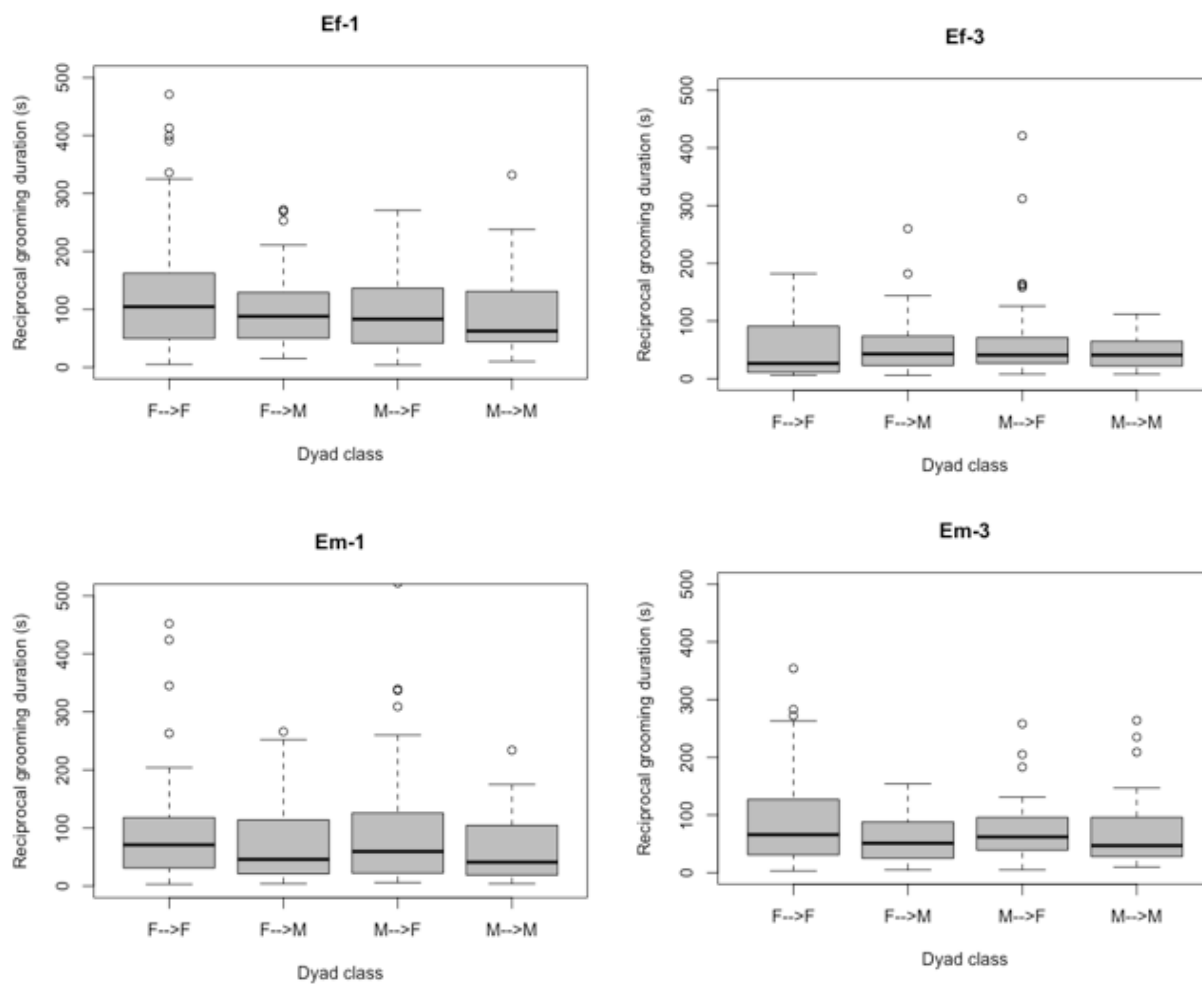 Ef-1
Reciprocal grooming duration (s)
500
400
300
200
100
0
F-->F F-->M M-->F M-->M
Dyad class
Ef-3
Reciprocal grooming duration (s)
500
400
300
200
100
0
F-->F F-->M M-->F M-->M
Dyad class
Em-1
Reciprocal grooming duration (s)
500
400
300
200
100
0
F-->F F-->M M-->F M-->M
Dyad class
Em-3
Reciprocal grooming duration (s)
500
400
300
200
100
0
F-->F F-->M M-->F M-->M
Dyad class